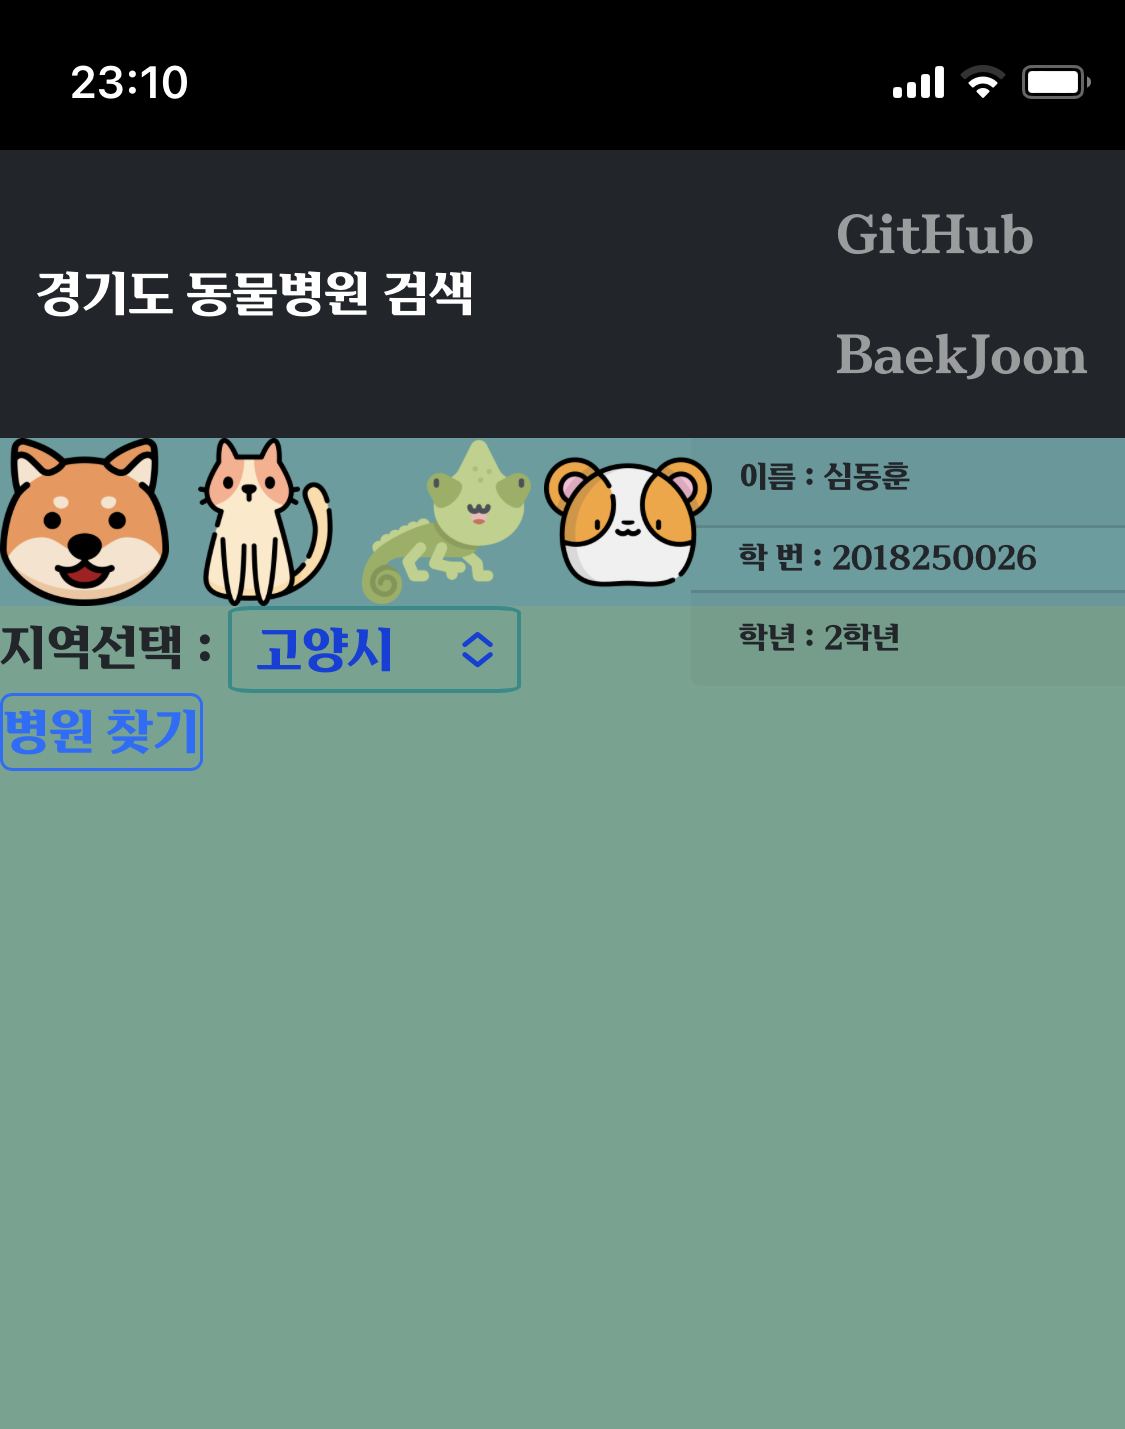 23:10
GitHub
경기도 동물병원 검색
BaekJoon
이름 : 심동훈
학 번 : 2018250026
학년 : 2학년
지역선택 : 고양시
병원 찾기